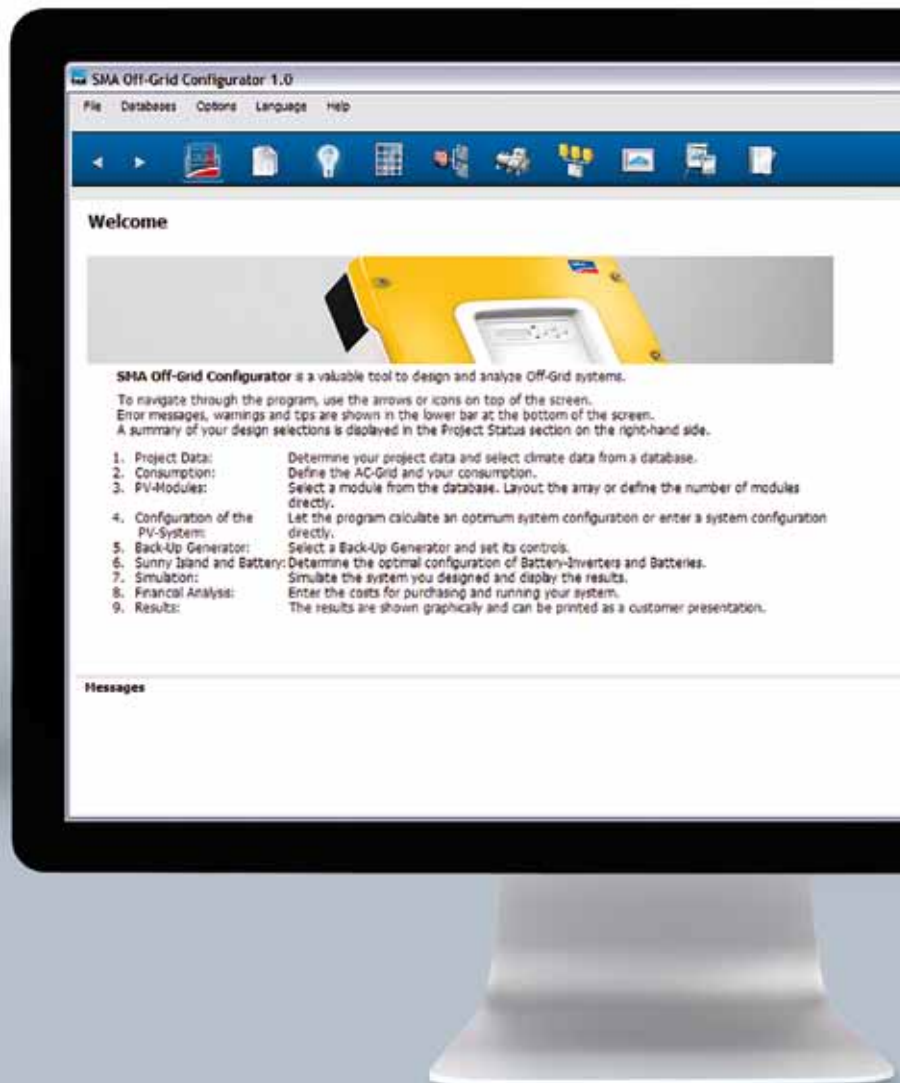 SMA Off-Grid Configurator 1.0
File Databases Options Language Help
Welcome
SMA Off-Grid Configurator is a valuable tool to design and analyze Off-Grid systems.
To navigate through the program, use the arrows or icons on top of the screen.
Error messages, warnings and tips are shown in the lower bar at the bottom of the screen.
A summary of your design selections is displayed in the Project Status section on the right-hand side.
1. Project Data: Determine your project data and select climate data from a database.
2. Consumption: Define the AC-Grid and your consumption.
3. PV-Modules: Select a module from the database. Layout the array or define the number of modules
directly.
4. Configuration of the Let the program calculate an optimum system configuration or enter a system configuration
PV-System: directly.
5. Back-Up Generator: Select a Back-Up Generator and set its controls.
6. Sunny Island and Battery: Determine the optimal configuration of Battery-Inverters and Batteries.
7. Simulation: Simulate the system you designed and display the results.
8. Financial Analysis: Enter the costs for purchasing and running your system.
9. Results: The results are shown graphically and can be printed as a customer presentation.
Messages